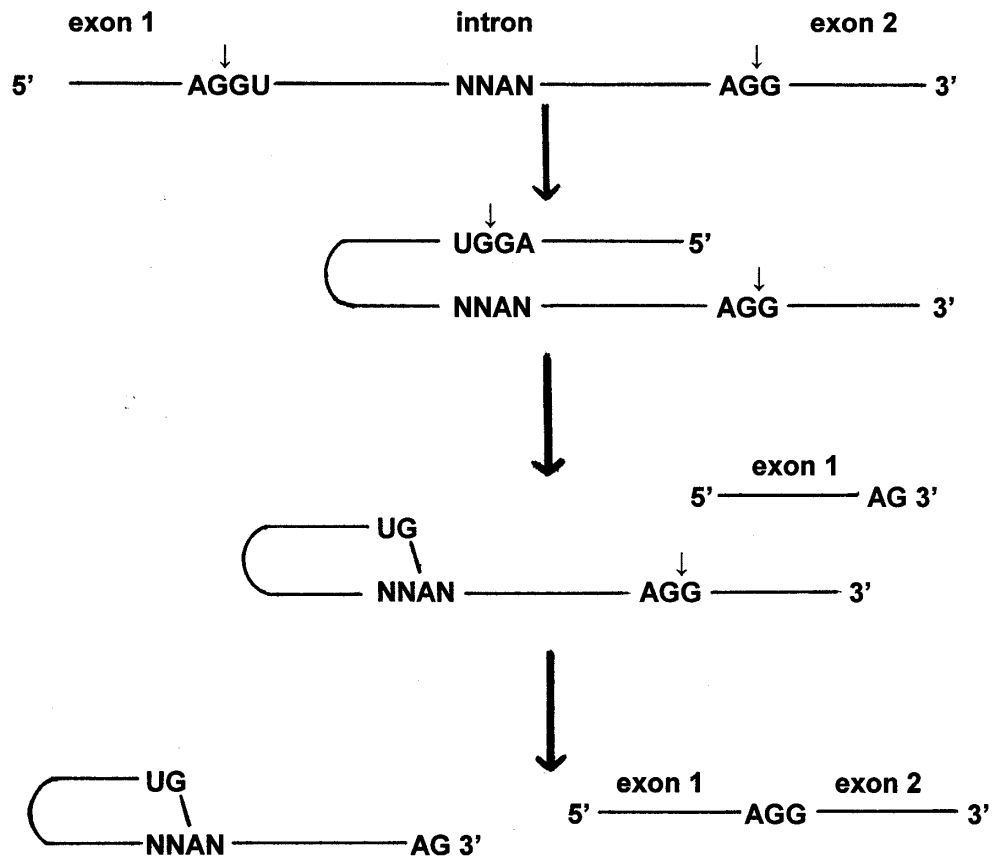 exon 1 intron exon 2
5' AGGU NNAN AGG 3'
UGGA 5'
NNAN AGG 3'
exon 1
5' AG 3'
UG
NNAN AGG 3'
UG
exon 1 exon 2
5' AGG 3'
NNAN AG 3'